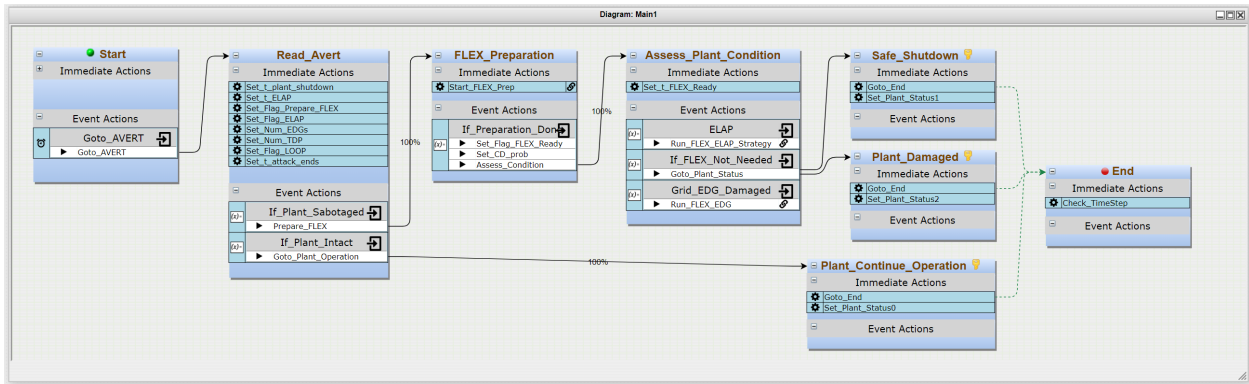 Diagram: Main1
Start
Immediate Actions
Event Actions
Goto_AVERT
Goto_AVERT
Read_Avert
Immediate Actions
Set_t_plant_shutdown
Set_t_ELAP
Set_Flag_Prepare_FLEX
Set_Flag_ELAP
Set_Num_EDGs
Set_Num_TDP
Set_Flag_LOOP
Set_t_attack_ends
Event Actions
If_Plant_Sabotaged
Prepare_FLEX
If_Plant_Intact
Goto_Plant_Operation
100%
100%
FLEX_Preparation
Immediate Actions
Start_FLEX_Prep
Event Actions
If_Preparation_Done
Set_Flag_FLEX_Ready
Set_CD_prob
Assess_Condition
100%
Assess_Plant_Condition
Immediate Actions
Set_t_FLEX_Ready
Event Actions
ELAP
Run_FLEX_ELAP_Strategy
If_FLEX_Not_Needed
Goto_Plant_Status
Grid_EDG_Damaged
Run_FLEX_EDG
Safe_Shutdown
Immediate Actions
Goto_End
Set_Plant_Status1
Event Actions
Plant_Damaged
Immediate Actions
Goto_End
Set_Plant_Status2
Event Actions
Plant_Continue_Operation
Immediate Actions
Goto_End
Set_Plant_Status0
Event Actions
End
Immediate Actions
Check_TimeStep
Event Actions